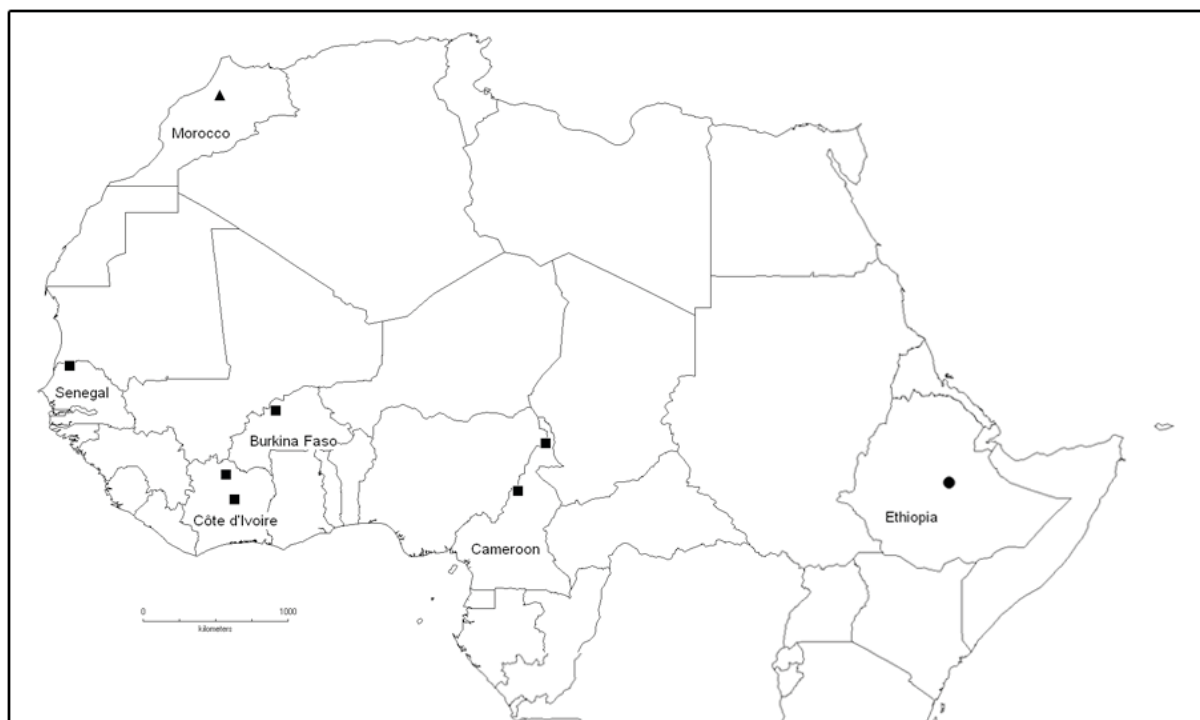 Morocco
Senegal
Burkina Faso
Côte d'Ivoire
Ethiopia
Cameroon
0 1000
kilometers